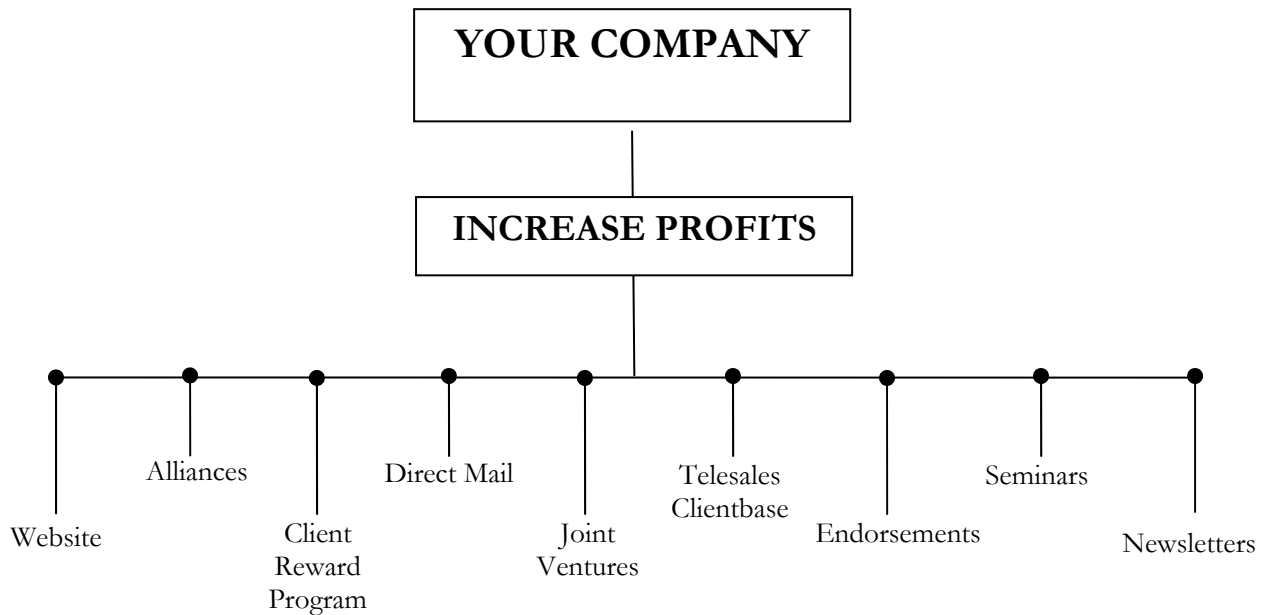 YOUR COMPANY
INCREASE PROFITS
Website
Alliances
Client
Reward
Program
Direct Mail
Joint
Ventures
Telesales
Clientbase
Endorsements
Seminars
Newsletters